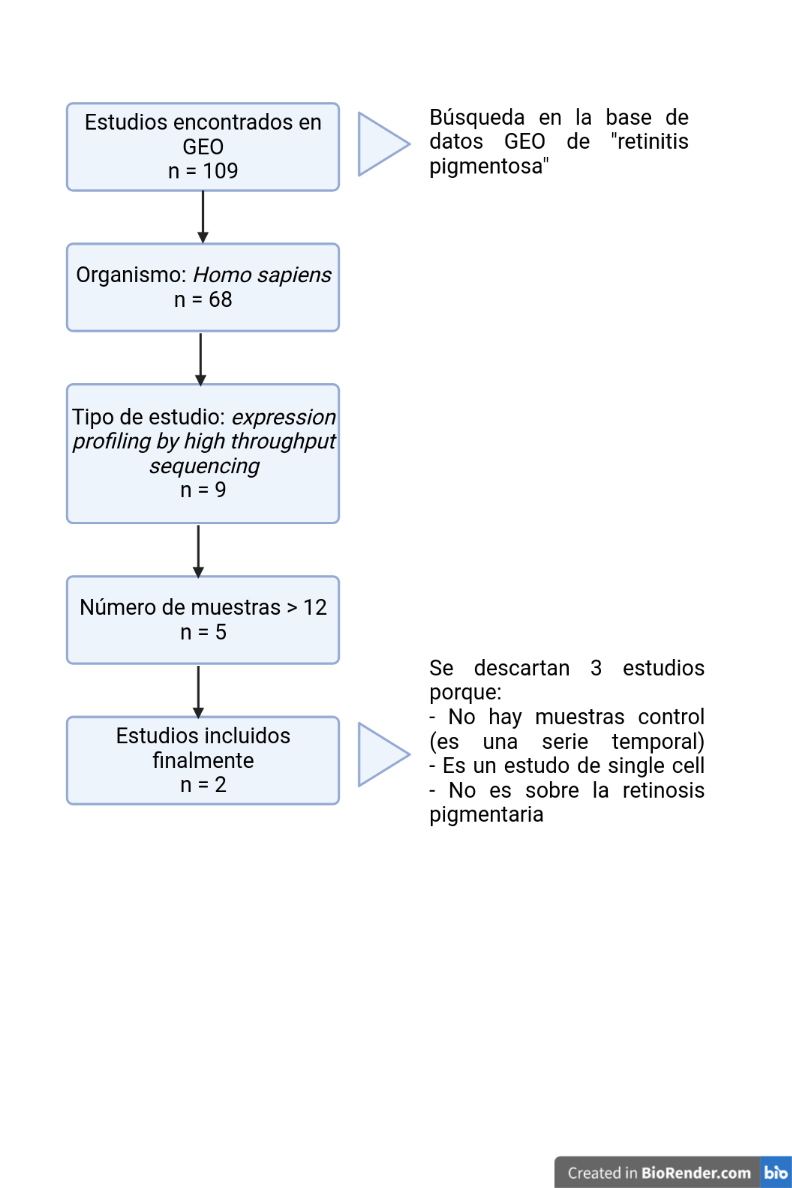 Estudios encontrados en
GEO
n = 109
Búsqueda en la base de
datos GEO de "retinitis
pigmentosa"
Organismo: Homo sapiens
n = 68
Tipo de estudio: expression
profiling by high throughput
sequencing
n = 9
Número de muestras > 12
n = 5
Estudios incluidos
finalmente
n = 2
Se descartan 3 estudios
porque:
- No hay muestras control
(es una serie temporal)
- Es un estudo de single cell
- No es sobre la retinosis
pigmentaria
Created in BioRender.com bio